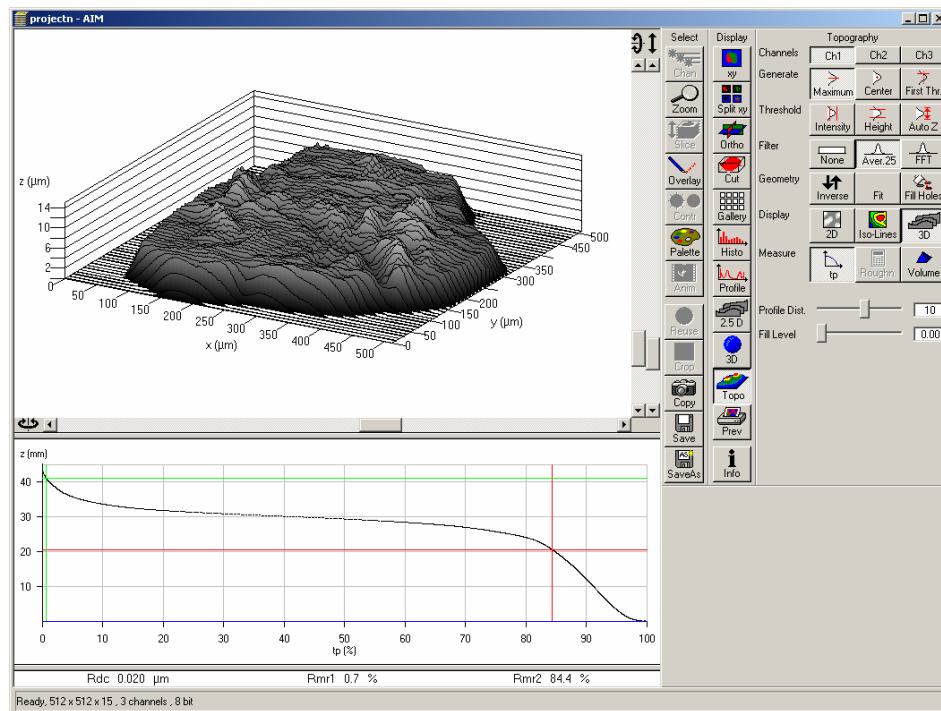 projectn - AIM
z (µm)
14
10
6
2
0
50
100
150
200
250
300
350
400
450
500
x (µm)
0
50
100
150
200
300
350
450
500
y (µm)
Select
Chan
Zoom
Slice
Overlay
Contr
Palette
Anim
Reuse
Crop
Copy
Save
AS
SaveAs
Display
xy
Split xy
Ortho
Cut
Gallery
Histo
Profile
2.5 D
3D
Topo
Prev
Info
Topography
Channels Ch1 Ch2 Ch3
Generate Maximum Center First Thr.
Threshold Intensity Height Auto Z
Filter None Aver.25 FFT
Geometry Inverse Fit Fill Holes
Display 2D Iso-Lines 3D
Measure tp Roughn. Volume
Profile Dist. 10
Fill Level 0.00
z (mm)
40
30
20
10
0 10 20 30 40 50 60 70 80 90 100
tp (%)
Rdc 0.020 µm Rmr1 0.7 % Rmr2 84.4 %
Ready, 512 x 512 x 15 , 3 channels , 8 bit